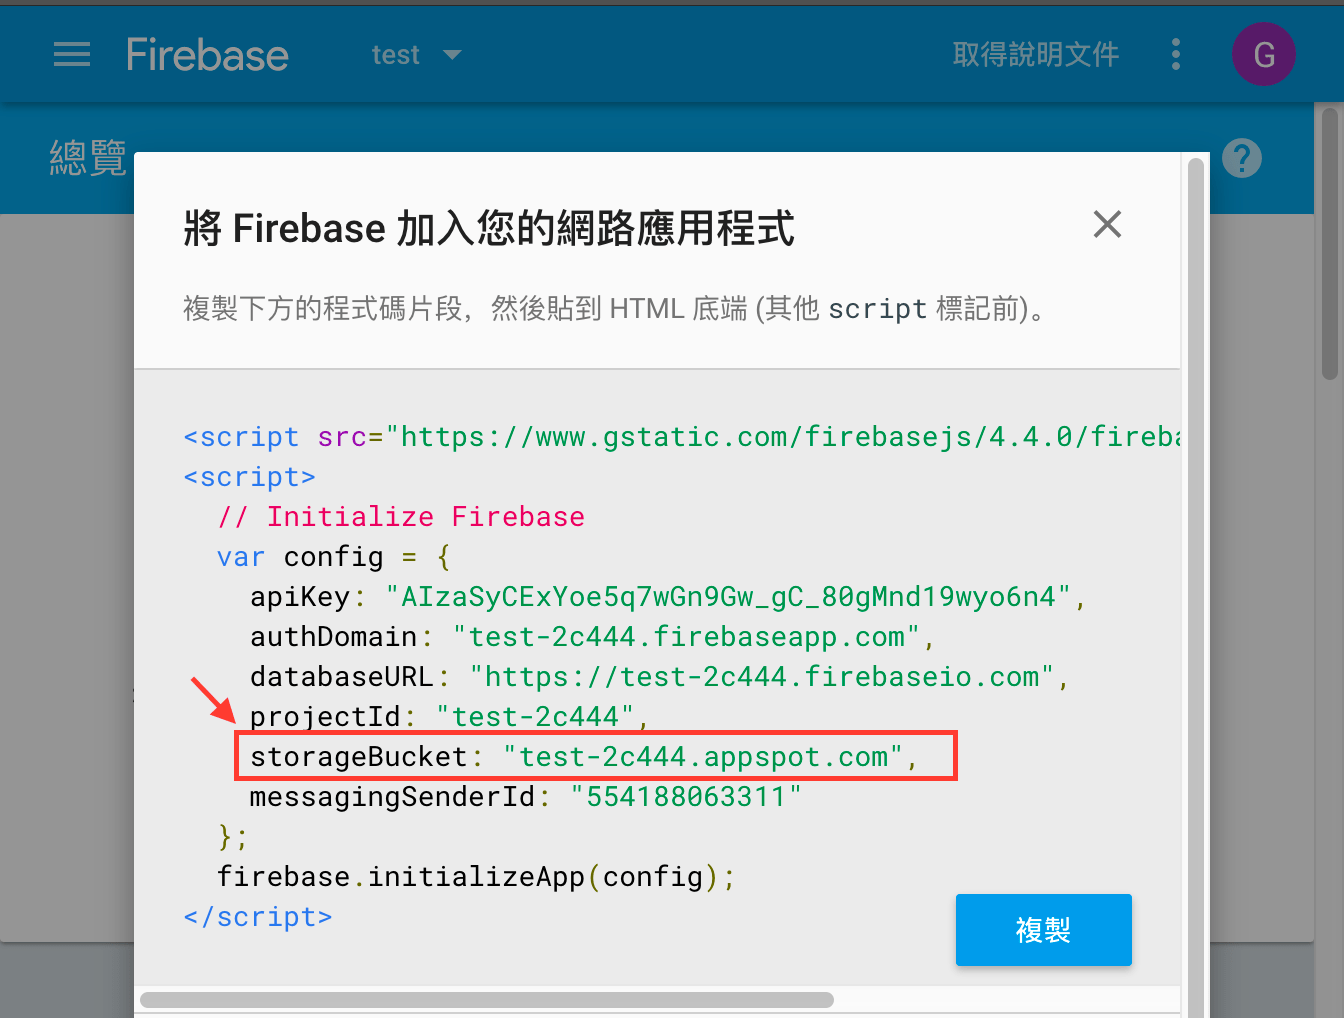 Firebase test 取得說明文件 G
總覽
?
將 Firebase 加入您的網路應用程式
複製下方的程式碼片段，然後貼到 HTML 底端 (其他 script 標記前)。
<script src="https://www.gstatic.com/firebasejs/4.4.0/fireba
<script>
// Initialize Firebase
var config = {
apiKey: "AIzaSyCExYoe5q7wGn9Gw_gC_80gMnd19wyo6n4",
authDomain: "test-2c444.firebaseapp.com",
databaseURL: "https://test-2c444.firebaseio.com",
projectId: "test-2c444",
storageBucket: "test-2c444.appspot.com",
messagingSenderId: "554188063311"
};
firebase.initializeApp(config);
</script>
複製